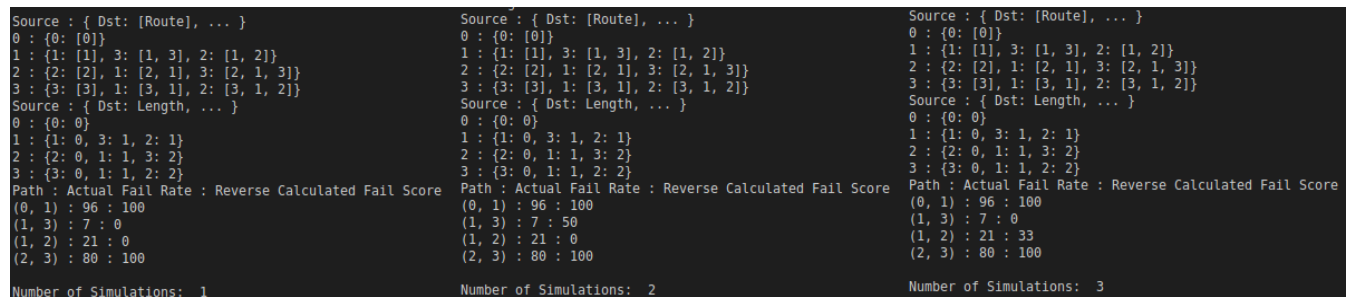 Source : { Dst: [Route], ... }
0 : {0: [0]}
1 : {1: [1], 3: [1, 3], 2: [1, 2]}
2 : {2: [2], 1: [2, 1], 3: [2, 1, 3]}
3 : {3: [3], 1: [3, 1], 2: [3, 1, 2]}
Source : { Dst: Length, ... }
0 : {0: 0}
1 : {1: 0, 3: 1, 2: 1}
2 : {2: 0, 1: 1, 3: 2}
3 : {3: 0, 1: 1, 2: 2}
Path : Actual Fail Rate : Reverse Calculated Fail Score
(0, 1) : 96 : 100
(1, 3) : 7 : 0
(1, 2) : 21 : 0
(2, 3) : 80 : 100
Number of Simulations:  1
Source : { Dst: [Route], ... }
0 : {0: [0]}
1 : {1: [1], 3: [1, 3], 2: [1, 2]}
2 : {2: [2], 1: [2, 1], 3: [2, 1, 3]}
3 : {3: [3], 1: [3, 1], 2: [3, 1, 2]}
Source : { Dst: Length, ... }
0 : {0: 0}
1 : {1: 0, 3: 1, 2: 1}
2 : {2: 0, 1: 1, 3: 2}
3 : {3: 0, 1: 1, 2: 2}
Path : Actual Fail Rate : Reverse Calculated Fail Score
(0, 1) : 96 : 100
(1, 3) : 7 : 50
(1, 2) : 21 : 0
(2, 3) : 80 : 100
Number of Simulations:  2
Source : { Dst: [Route], ... }
0 : {0: [0]}
1 : {1: [1], 3: [1, 3], 2: [1, 2]}
2 : {2: [2], 1: [2, 1], 3: [2, 1, 3]}
3 : {3: [3], 1: [3, 1], 2: [3, 1, 2]}
Source : { Dst: Length, ... }
0 : {0: 0}
1 : {1: 0, 3: 1, 2: 1}
2 : {2: 0, 1: 1, 3: 2}
3 : {3: 0, 1: 1, 2: 2}
Path : Actual Fail Rate : Reverse Calculated Fail Score
(0, 1) : 96 : 100
(1, 3) : 7 : 0
(1, 2) : 21 : 33
(2, 3) : 80 : 100
Number of Simulations:  3